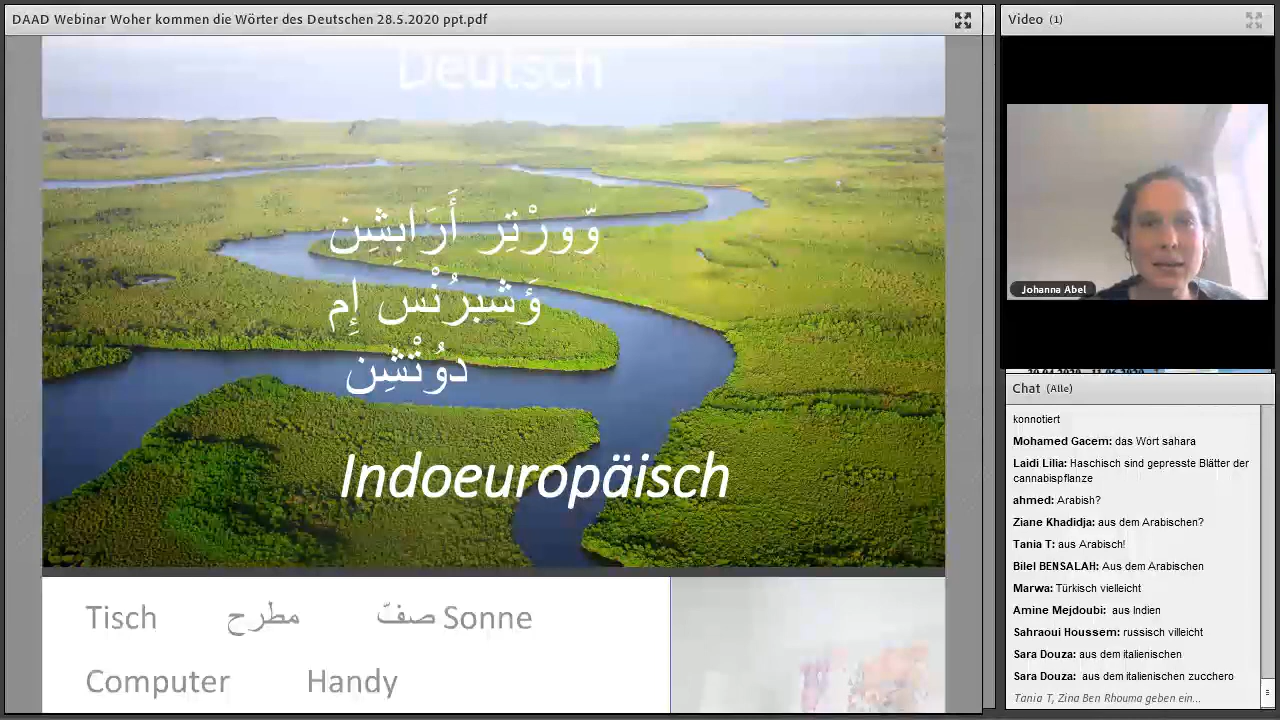 DAAD Webinar Woher kommen die Wörter des Deutschen 28.5.2020 ppt.pdf
Deutsch
وّورْتِر أَرَابِشِن
وَشبرُنْس إِم
دوُتْشِن
Indoeuropäisch
Tisch مطرح صفّ Sonne
Computer Handy
Video (1)
Johanna Abel
Chat (Alle)
konnotiert
Mohamed Gacem: das Wort sahara
Laidi Lilia: Haschisch sind gepresste Blätter der
cannabispflanze
ahmed: Arabish?
Ziane Khadidja: aus dem Arabischen?
Tania T: aus Arabisch!
Bilel BENSALAH: Aus dem Arabischen
Marwa: Türkisch vielleicht
Amine Mejdoubi: aus Indien
Sahraoui Houssem: russisch villeicht
Sara Douza: aus dem italienischen
Sara Douza: aus dem italienischen zucchero
Tania T, Zina Ben Rhouma geben ein...